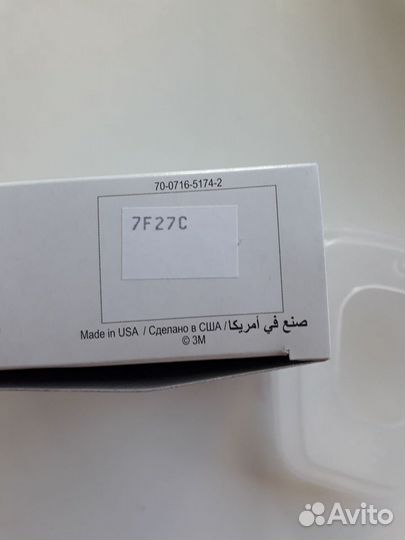 70-0716-5174-2
7F27C
Made in USA / Сделано в США / صنع في أمريكا
© 3M
Avito